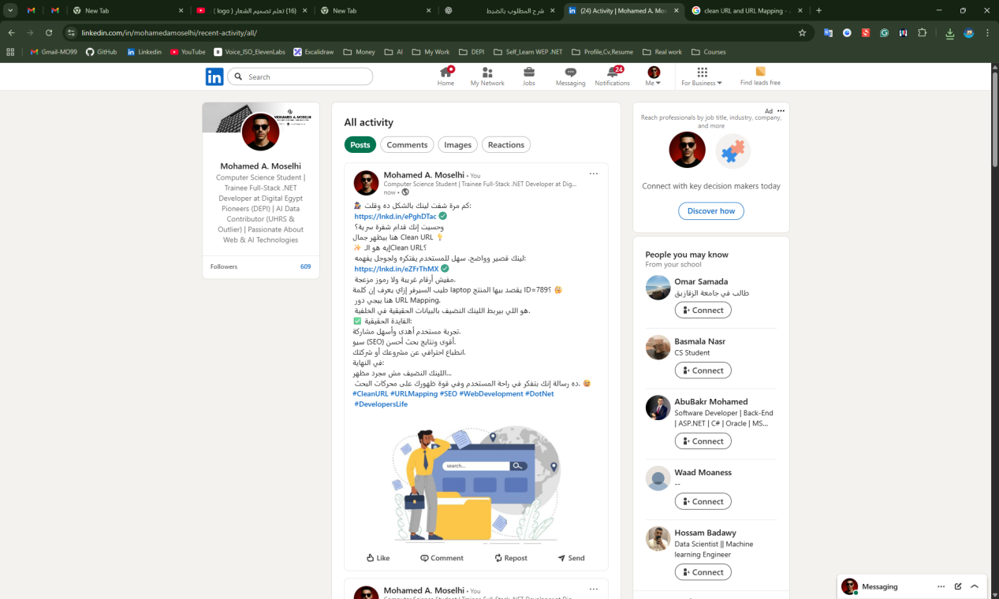 New Tab
(16) تعلم تصميم الشعار ( logo ) .
New Tab
شرح المطلوب بالضبط
(24) Activity | Mohamed A. Mos
clean URL and URL Mapping -
linkedin.com/in/mohamedamoselhi/recent-activity/all/
Gmail-MO99
GitHub
Linkedin
YouTube
Voice_ISO_ElevenLabs
Excalidraw
Money
AI
My Work
DEPI
Self_Learn WEP .NET
Profile,Cv,Resume
Real work
Courses
in
Search
Home
My Network
Jobs
Messaging
24
Notifications
Me
For Business
Find leads free
MOHAMED A. MOSELHI
Mohamed A. Moselhi
Computer Science Student |
Trainee Full-Stack .NET
Developer at Digital Egypt
Pioneers (DEPI) | AI Data
Contributor (UHRS &
Outlier) | Passionate About
Web & AI Technologies
Followers 609
All activity
Posts Comments Images Reactions
Mohamed A. Moselhi • You
Computer Science Student | Trainee Full-Stack .NET Developer at Dig...
now •
🕵️ كم مرة شفت لينك بالشكل ده وقلت:
https://lnkd.in/ePghDTac
وحسيت إنك قدام شفرة سرية؟
هنا بيظهر جمال Clean URL 💡
✨ إيه هو الـClean URL؟
لينك قصير وواضح، سهل للمستخدم يفتكره ولجوجل يفهمه:
https://lnkd.in/eZFrThMX
مفيش أرقام غريبة ولا رموز مزعجة.
طيب السيرفر إزاي يعرف إن كلمة laptop يقصد بيها المنتج ID=789؟ 🤔
هنا بيجي دور URL Mapping.
هو اللي بيربط اللينك النضيف بالبيانات الحقيقية في الخلفية.
✅ الفايدة الحقيقية:
تجربة مستخدم أهدى وأسهل مشاركة.
سيو (SEO) أقوى ونتايج بحث أحسن.
انطباع احترافي عن مشروعك أو شركتك.
في النهاية:
اللينك النضيف مش مجرد مظهر...
ده رسالة إنك بتفكر في راحة المستخدم وفي قوة ظهورك على محركات البحث.
#CleanURL #URLMapping #SEO #WebDevelopment #DotNet
#DevelopersLife
search...
Like Comment Repost Send
Mohamed A. Moselhi • You
Computer Science Student | Trainee Full-Stack .NET Developer at Dig...
Ad
Reach professionals by job title, industry, company,
and more
Connect with key decision makers today
Discover how
People you may know
From your school
Omar Samada
طالب في جامعة الزقازيق
Connect
Basmala Nasr
CS Student
Connect
AbuBakr Mohamed
Software Developer | Back-End
| ASP.NET | C# | Oracle | MS...
Connect
Waad Moaness
--
Connect
Hossam Badawy
Data Scientist || Machine
learning Engineer
Connect
Messaging